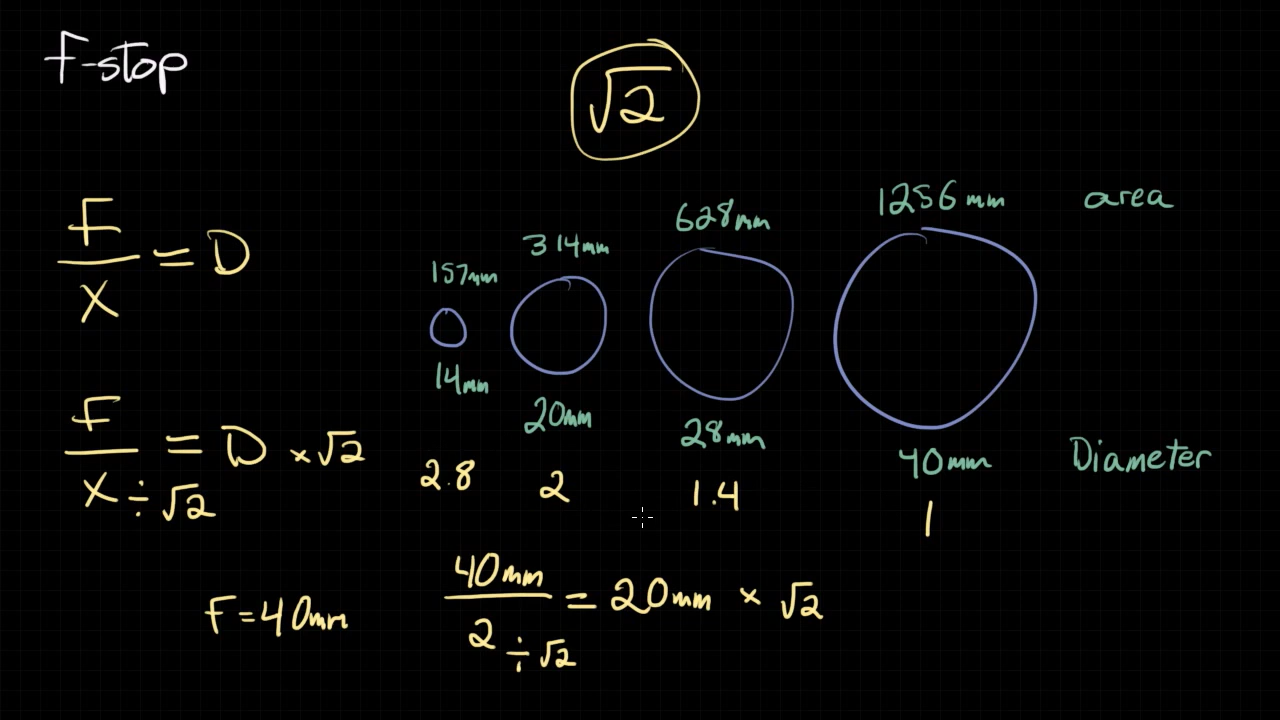 F-stop
√2
1256mm area
628mm
314mm
157mm
F/X = D
14mm
20mm
28mm
40mm Diameter
F/X ÷ √2 = D × √2
2.8 2 1.4 1
F = 40mm
40mm/2 ÷ √2 = 20mm × √2